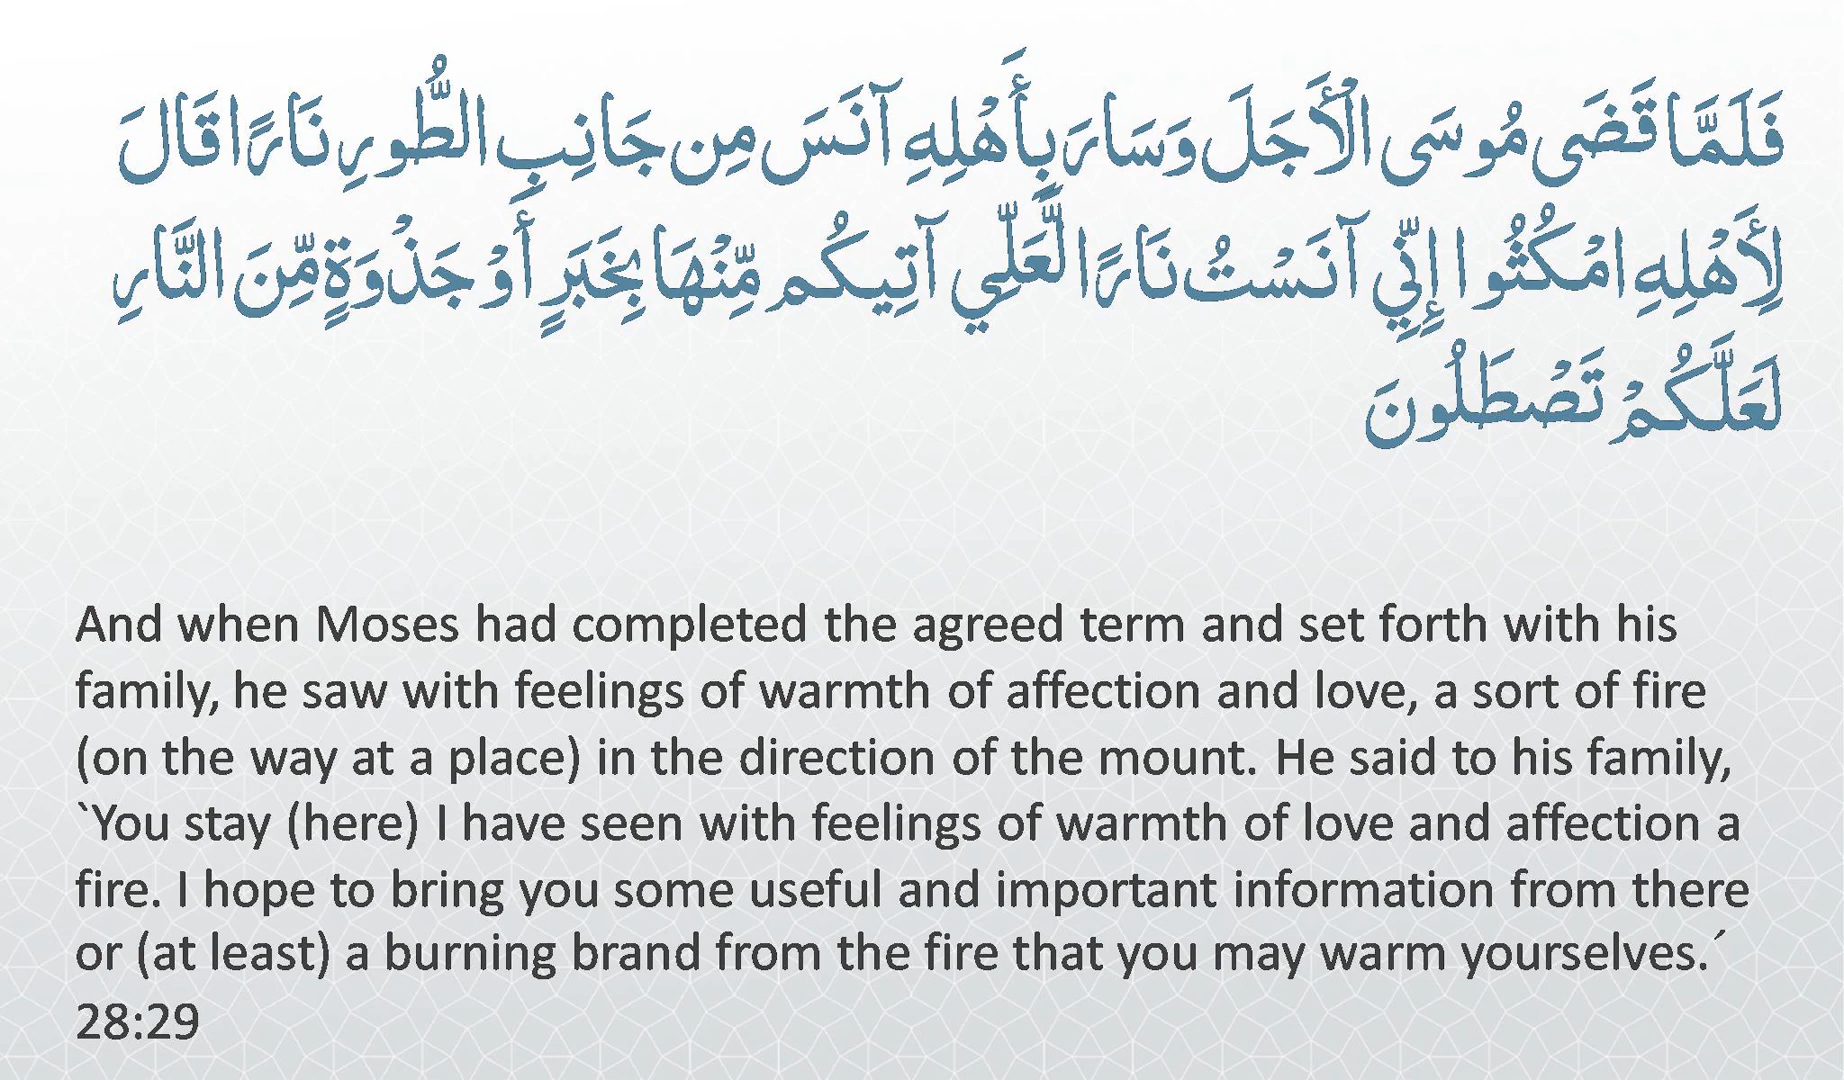 فَلَمَّا قَضَى مُوسَى الْأَجَلَ وَسَارَ بِأَهْلِهِ آنَسَ مِن جَانِبِ الطُّورِ نَارًا قَالَ
لِأَهْلِهِ امْكُثُوا إِنِّي آنَسْتُ نَارًا لَّعَلِّي آتِيكُم مِّنْهَا بِخَبَرٍ أَوْ جَذْوَةٍ مِّنَ النَّارِ
لَعَلَّكُمْ تَصْطَلُونَ
And when Moses had completed the agreed term and set forth with his
family, he saw with feelings of warmth of affection and love, a sort of fire
(on the way at a place) in the direction of the mount. He said to his family,
`You stay (here) I have seen with feelings of warmth of love and affection a
fire. I hope to bring you some useful and important information from there
or (at least) a burning brand from the fire that you may warm yourselves.´
28:29